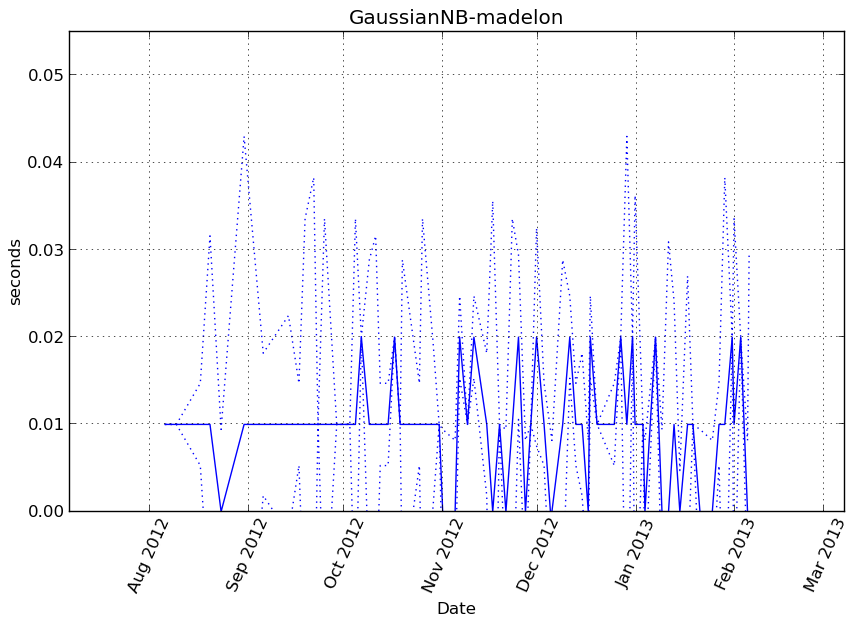 GaussianNB-madelon
0.05
0.04
0.03
0.02
0.01
0.00
seconds
Aug 2012
Sep 2012
Oct 2012
Nov 2012
Dec 2012
Jan 2013
Feb 2013
Mar 2013
Date